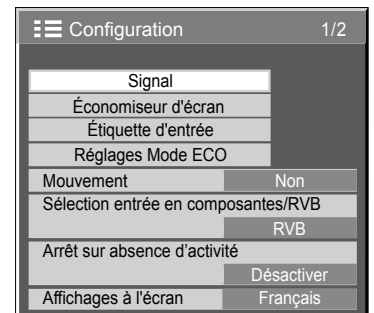 Configuration 1/2
Signal
Économiseur d'écran
Étiquette d'entrée
Réglages Mode ECO
Mouvement Non
Sélection entrée en composantes/RVB
RVB
Arrêt sur absence d'activité
Désactiver
Affichages à l'écran Français